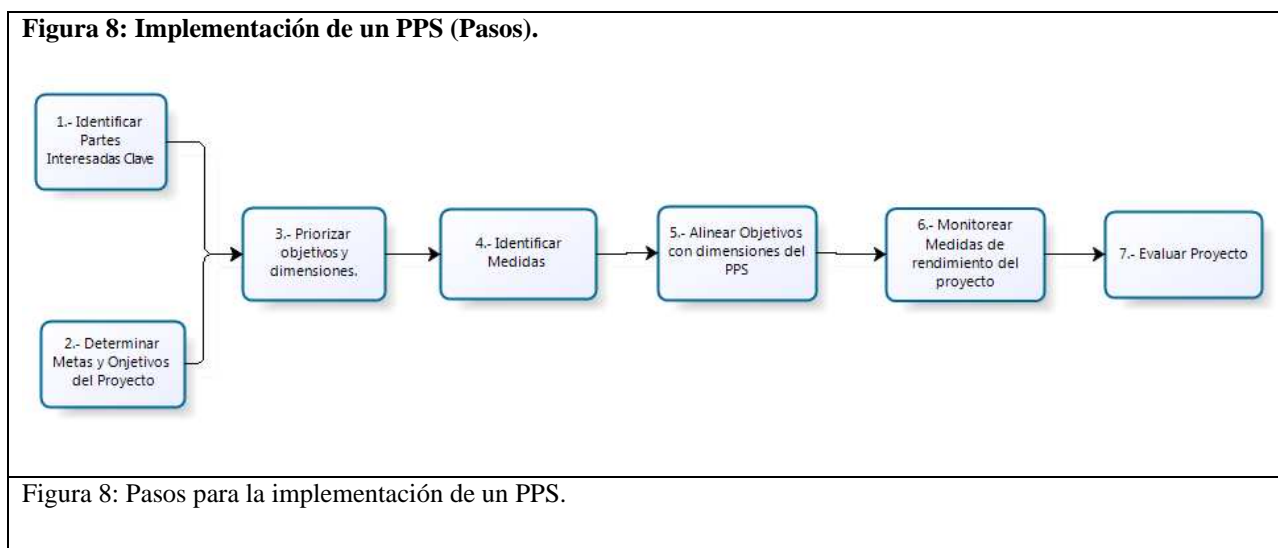 Figura 8: Implementación de un PPS (Pasos).
1.- Identificar
Partes
Interesadas Clave
2.- Determinar
Metas y Onjetivos
del Proyecto
3.- Priorizar
objetivos y
dimensiones.
4.- Identificar
Medidas
5.- Alinear Objetivos
con dimensiones del
PPS
6.- Monitorear
Medidas de
rendimiento del
proyecto
7.- Evaluar Proyecto
Figura 8: Pasos para la implementación de un PPS.